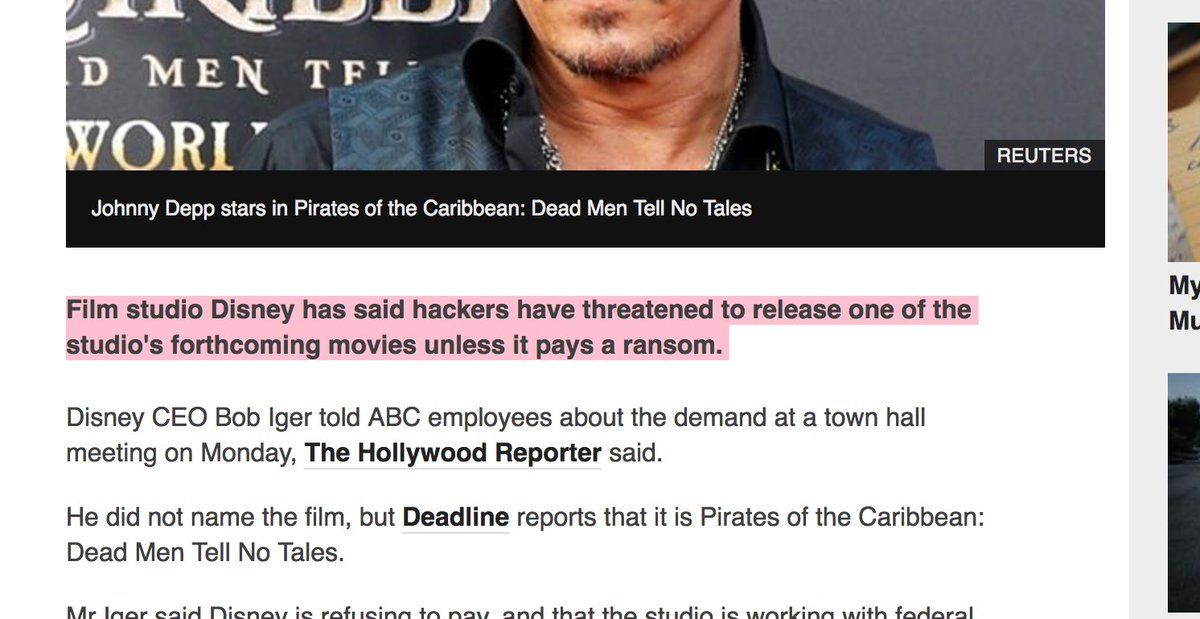 D MEN TELL
WORL
REUTERS
Johnny Depp stars in Pirates of the Caribbean: Dead Men Tell No Tales
Film studio Disney has said hackers have threatened to release one of the
studio's forthcoming movies unless it pays a ransom.
Disney CEO Bob Iger told ABC employees about the demand at a town hall
meeting on Monday, The Hollywood Reporter said.
He did not name the film, but Deadline reports that it is Pirates of the Caribbean:
Dead Men Tell No Tales.
Mr Iger said Disney is refusing to pay, and that the studio is working with federal
My
Mu